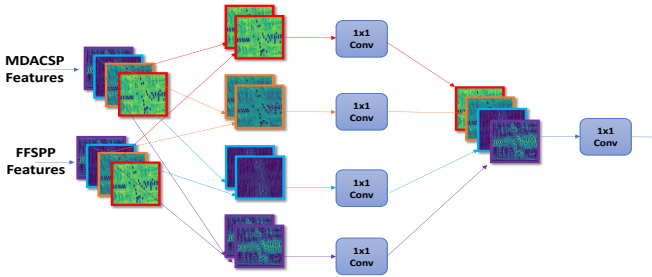 MDACSP
Features
FFSPP
Features
1x1
Conv
1x1
Conv
1x1
Conv
1x1
Conv
1x1
Conv